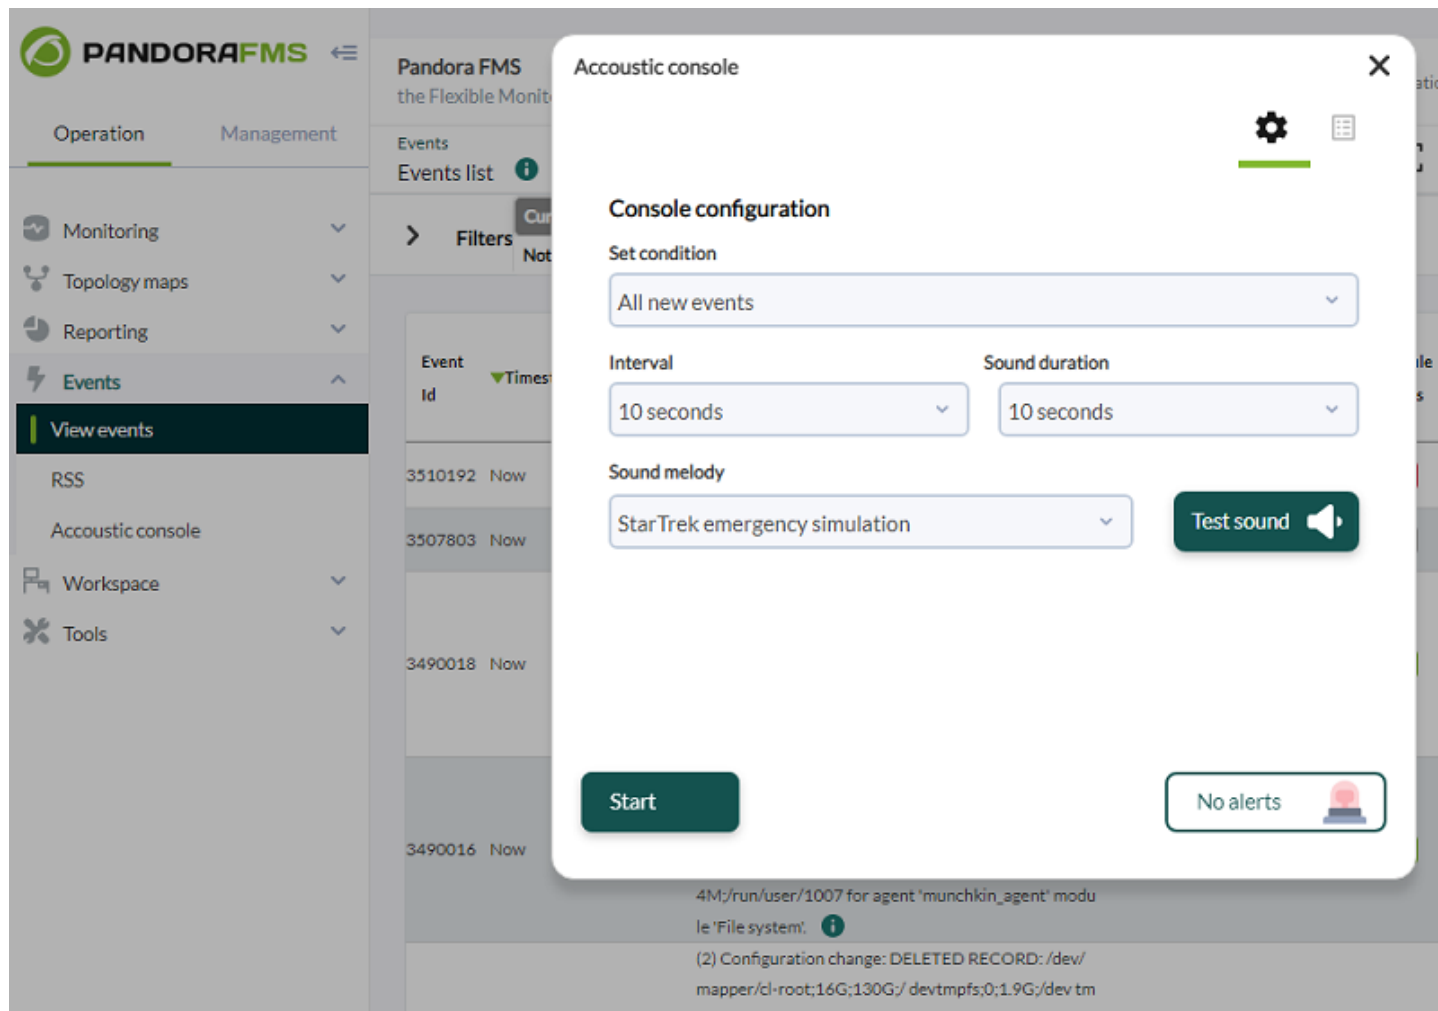 PANDORAFMS
Operation
Management
Monitoring
Topology maps
Reporting
Events
View events
RSS
Accoustic console
Workspace
Tools
Pandora FMS
Events
Events list
Filters
Event
Id
3510192 Now
3507803 Now
3490018 Now
3490016 Now
Accoustic console
Console configuration
Set condition
All new events
Interval
Sound duration
10 seconds
10 seconds
Sound melody
StarTrek emergency simulation
Test sound
Start
No alerts
4M;/run/user/1007 for agent 'munchkin_agent' modu
le 'File system'.
(2) Configuration change: DELETED RECORD: /dev/
mapper/cl-root;16G;130G;/ devtmpfs;0;1.9G;/dev tm